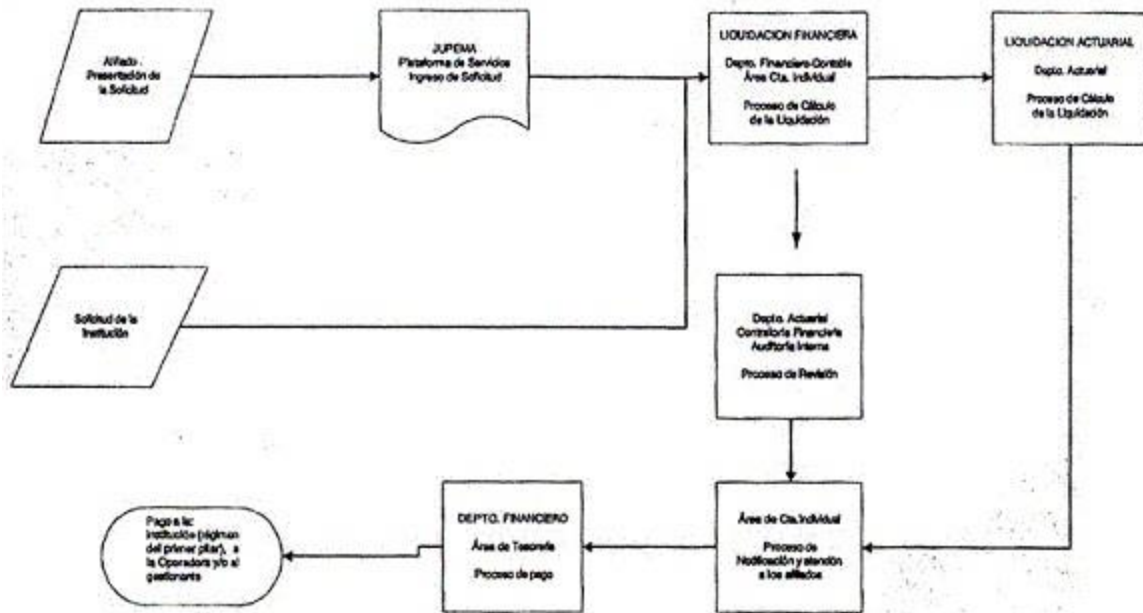 Afiliado :
Presentación de
la Solicitud
JUPEMA
Plataforma de Servicios
Ingreso de Solicitud
LIQUIDACION FINANCIERA
Depto. Financiero-Contable
Área Cta. Individual
Proceso de Cálculo
de la Liquidación
LIQUIDACION ACTUARIAL
Depto. Actuarial
Proceso de Cálculo
de la Liquidación
Solicitud de la
Institución
Depto. Actuarial
Contraloría Financiera
Auditoría Interna
Proceso de Revisión
Área de Cta. Individual
Proceso de
Notificación y atención
a los afiliados
DEPTO. FINANCIERO
Área de Tesorería
Proceso de pago
Pago a la:
Institución (régimen
del primer pilar), a
la Operadora y/o al
gestionante